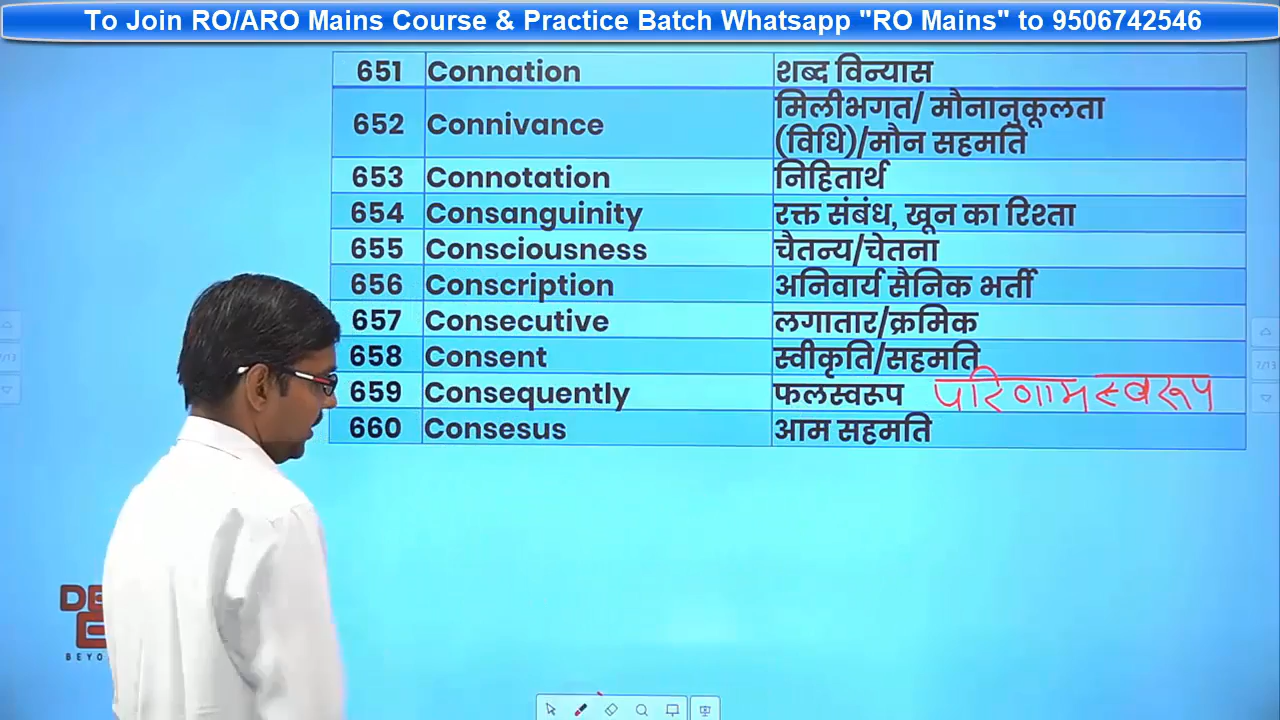 To Join RO/ARO Mains Course & Practice Batch Whatsapp "RO Mains" to 9506742546
651 Connation शब्द विन्यास
652 Connivance मिलीभगत/ मौनानुकूलता
(विधि)/मौन सहमति
653 Connotation निहितार्थ
654 Consanguinity रक्त संबंध, खून का रिश्ता
655 Consciousness चैतन्य/चेतना
656 Conscription अनिवार्य सैनिक भर्ती
657 Consecutive लगातार/क्रमिक
658 Consent स्वीकृति/सहमति
659 Consequently फलस्वरूप परिणामस्वरूप
660 Consesus आम सहमति
7/13